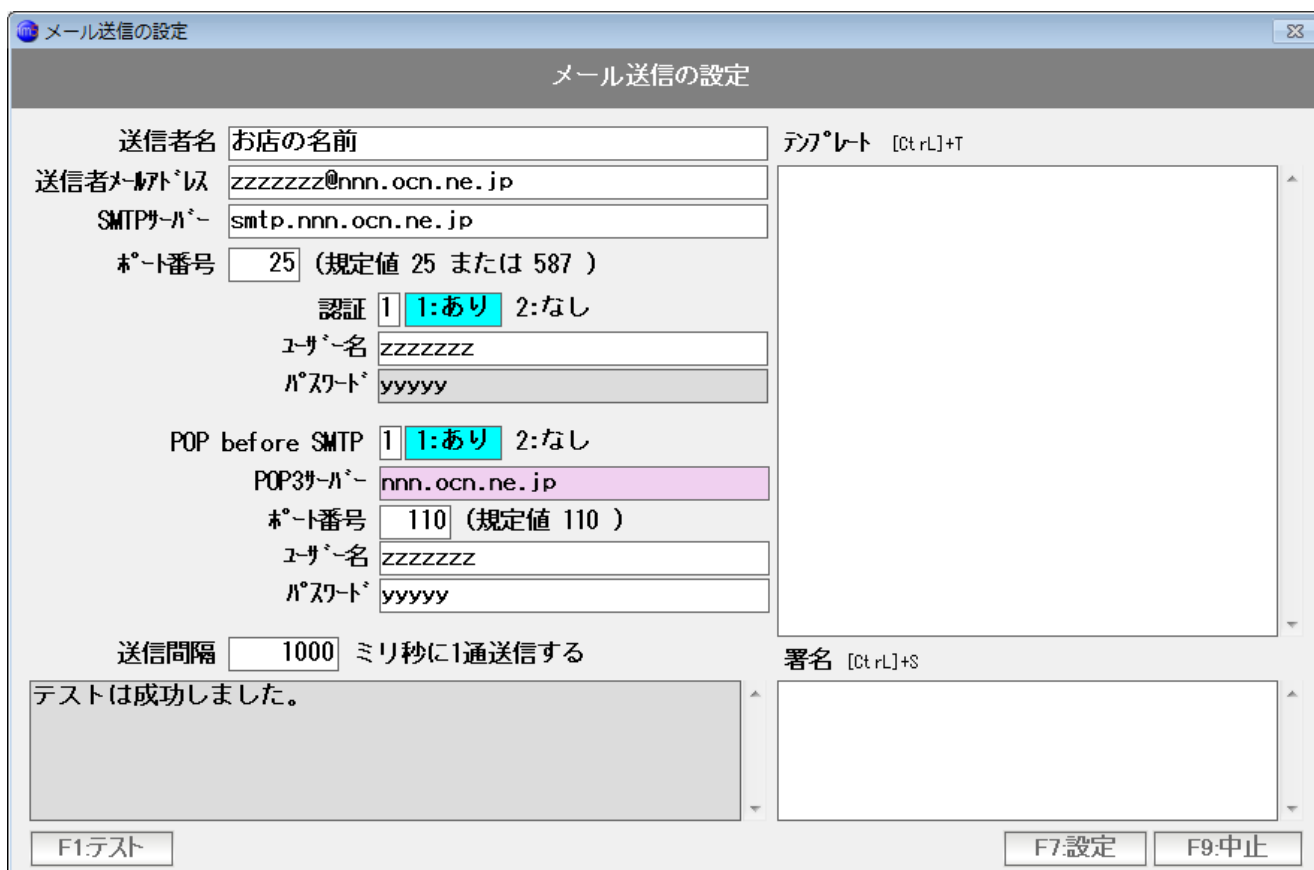 メール送信の設定
メール送信の設定
送信者名 お店の名前
送信者ﾒｰﾙｱﾄﾞﾚｽ zzzzzzz@nnn.ocn.ne.jp
SMTPｻｰﾊﾞｰ smtp.nnn.ocn.ne.jp
ﾎﾟｰﾄ番号 25 (規定値 25 または 587 )
認証 1 1:あり 2:なし
ﾕｰｻﾞｰ名 zzzzzzz
ﾊﾟｽﾜｰﾄﾞ yyyyy
POP before SMTP 1 1:あり 2:なし
POP3ｻｰﾊﾞｰ nnn.ocn.ne.jp
ﾎﾟｰﾄ番号 110 (規定値 110 )
ﾕｰｻﾞｰ名 zzzzzzz
ﾊﾟｽﾜｰﾄﾞ yyyyy
送信間隔 1000 ミリ秒に1通送信する
テストは成功しました。
ﾃﾝﾌﾟﾚｰﾄ [CtrL]+T
署名 [CtrL]+S
F1:テスト
F7:設定 F9:中止